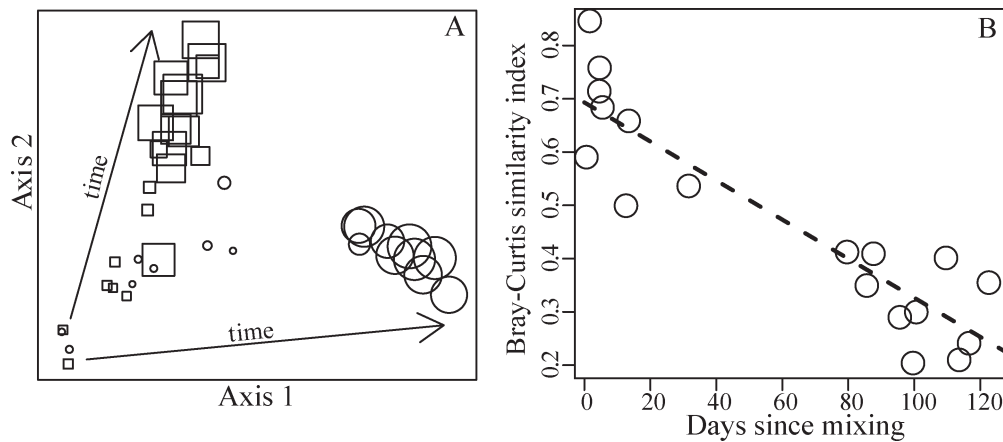 A
Axis 2
time
time
Axis 1
B
Bray-Curtis similarity index
0.8
0.7
0.6
0.5
0.4
0.3
0.2
0 20 40 60 80 100 120
Days since mixing